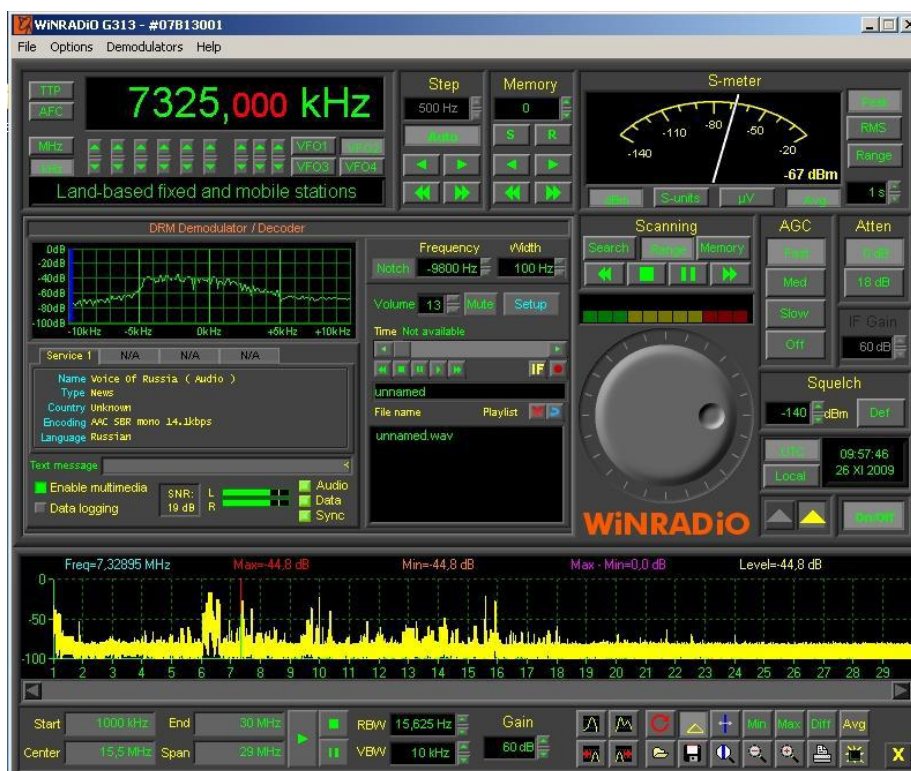 WiNRADiO G313 - #07B13001
File Options Demodulators Help
TTP
AFC
7325,000 kHz
MHz
kHz
VFO1 VFO2
VFO3 VFO4
Land-based fixed and mobile stations
Step
500 Hz
Auto
Memory
0
S R
S-meter
-140 -110 -80 -50 -20
-67 dBm
dBm S-units µV Avg
Peak
RMS
Range
1 s
DRM Demodulator / Decoder
0dB
-20dB
-40dB
-60dB
-80dB
-100dB
-10kHz -5kHz 0kHz +5kHz +10kHz
Frequency Width
Notch -9800 Hz 100 Hz
Volume 13 Mute Setup
Time Not available
IF
unnamed
File name Playlist
unnamed.wav
Service 1 N/A N/A N/A
Name Voice Of Russia ( Audio )
Type News
Country Unknown
Encoding AAC SBR mono 14.1kbps
Language Russian
Text message
Enable multimedia
Data logging
SNR:
19 dB
L
R
Audio
Data
Sync
Scanning
Search Range Memory
WiNRADiO
AGC
Fast
Med
Slow
Off
Atten
0 dB
18 dB
IF Gain
60 dB
Squelch
-140 dBm Def
UTC
Local
09:57:46
26 XI 2009
On/Off
Freq=7,32895 MHz Max=-44,8 dB Min=-44,8 dB Max - Min=0,0 dB Level=-44,8 dB
0
-50
-100
1 2 3 4 5 6 7 8 9 10 11 12 13 14 15 16 17 18 19 20 21 22 23 24 25 26 27 28 29
Start 1000 kHz End 30 MHz
Center 15,5 MHz Span 29 MHz
RBW 15,625 Hz
VBW 10 kHz
Gain
60 dB
Min Max Diff Avg
X